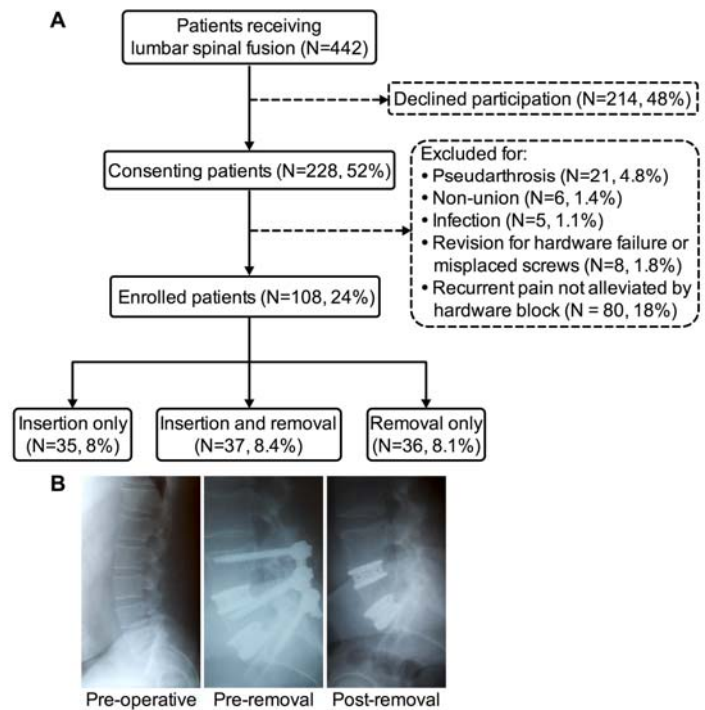 A
Patients receiving
lumbar spinal fusion (N=442)
Declined participation (N=214, 48%)
Consenting patients (N=228, 52%)
Excluded for:
• Pseudarthrosis (N=21, 4.8%)
• Non-union (N=6, 1.4%)
• Infection (N=5, 1.1%)
• Revision for hardware failure or
misplaced screws (N=8, 1.8%)
• Recurrent pain not alleviated by
hardware block (N = 80, 18%)
Enrolled patients (N=108, 24%)
Insertion only
(N=35, 8%)
Insertion and removal
(N=37, 8.4%)
Removal only
(N=36, 8.1%)
B
Pre-operative
Pre-removal
Post-removal